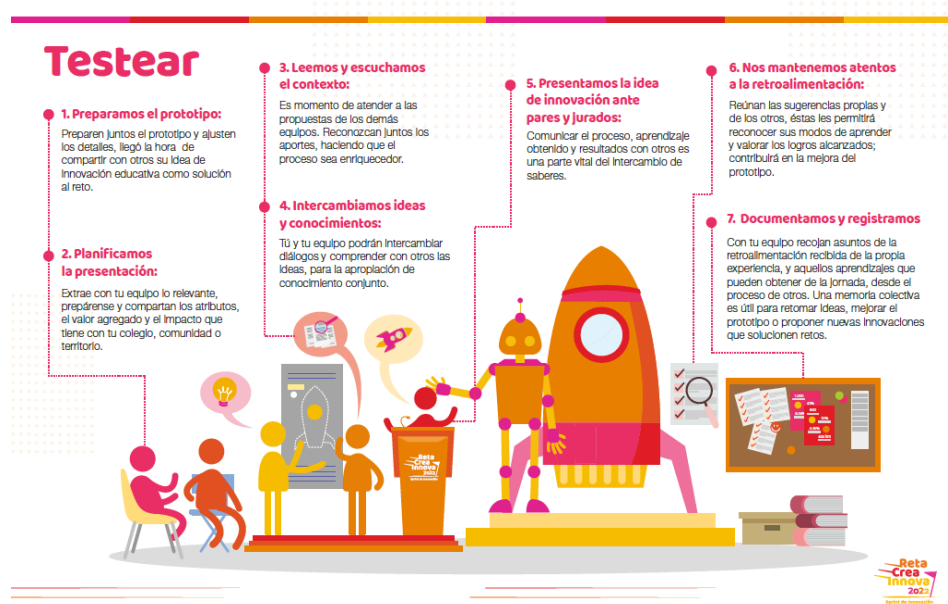 Testear
1. Preparamos el prototipo:
Preparen juntos el prototipo y ajusten
los detalles, llegó la hora de
compartir con otros su idea de
innovación educativa como solución
al reto.
2. Planificamos
la presentación:
Extrae con tu equipo lo relevante,
prepárense y compartan los atributos,
el valor agregado y el impacto que
tiene con tu colegio, comunidad o
territorio.
3. Leemos y escuchamos
el contexto:
Es momento de atender a las
propuestas de los demás
equipos. Reconozcan juntos los
aportes, haciendo que el
proceso sea enriquecedor.
4. Intercambiamos ideas
y conocimientos:
Tú y tu equipo podrán intercambiar
diálogos y comprender con otros las
ideas, para la apropiación de
conocimiento conjunto.
5. Presentamos la idea
de innovación ante
pares y jurados:
Comunicar el proceso, aprendizaje
obtenido y resultados con otros es
una parte vital del intercambio de
saberes.
6. Nos mantenemos atentos
a la retroalimentación:
Reúnan las sugerencias propias y
de los otros, éstas les permitirá
reconocer sus modos de aprender
y valorar los logros alcanzados;
contribuirá en la mejora del
prototipo.
7. Documentamos y registramos
Con tu equipo recojan asuntos de la
retroalimentación recibida de la propia
experiencia, y aquellos aprendizajes que
pueden obtener de la jornada, desde el
proceso de otros. Una memoria colectiva
es útil para retomar ideas, mejorar el
prototipo o proponer nuevas innovaciones
que solucionen retos.
Reta
Crea
Innova
2022
Reta
Crea
Innova
2022
Sprint de innovación